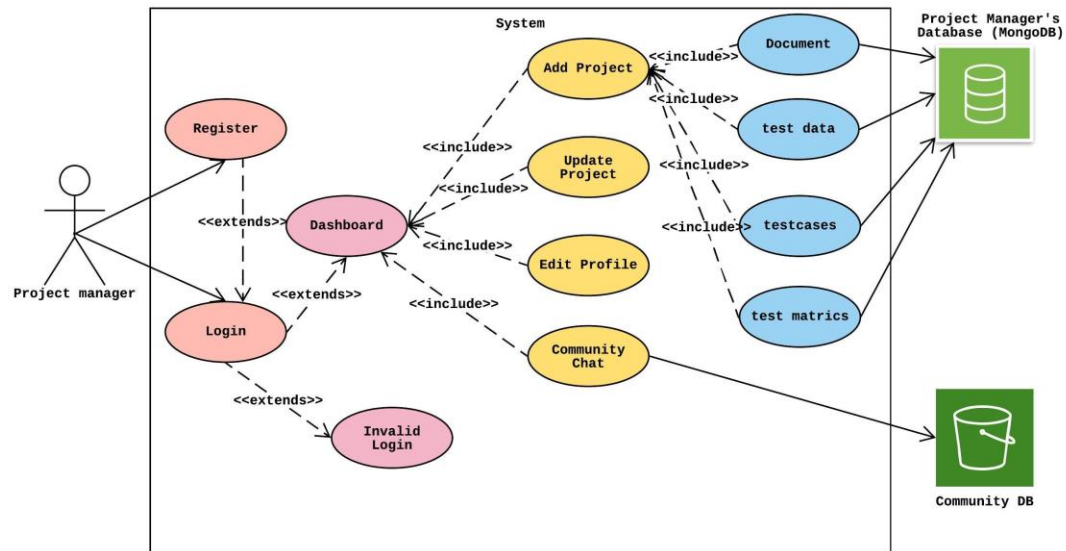 System
Project Manager's
Database (MongoDB)
Document
<<include>>
Add Project
<<include>>
test data
Register
<<include>>
Update
Project
<<include>>
<<include>>
<<extends>>
Dashboard
testcases
<<include>>
<<include>>
Edit Profile
Project manager
<<extends>>
<<include>>
Login
test matrics
Community
Chat
<<extends>>
Invalid
Login
Community DB